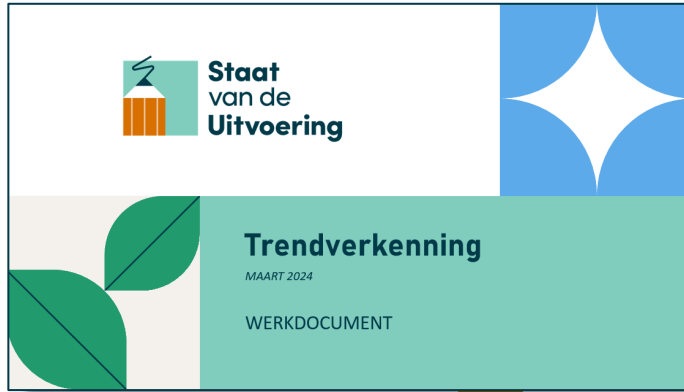 Staat
van de
Uitvoering
Trendverkenning
MAART 2024
WERKDOCUMENT